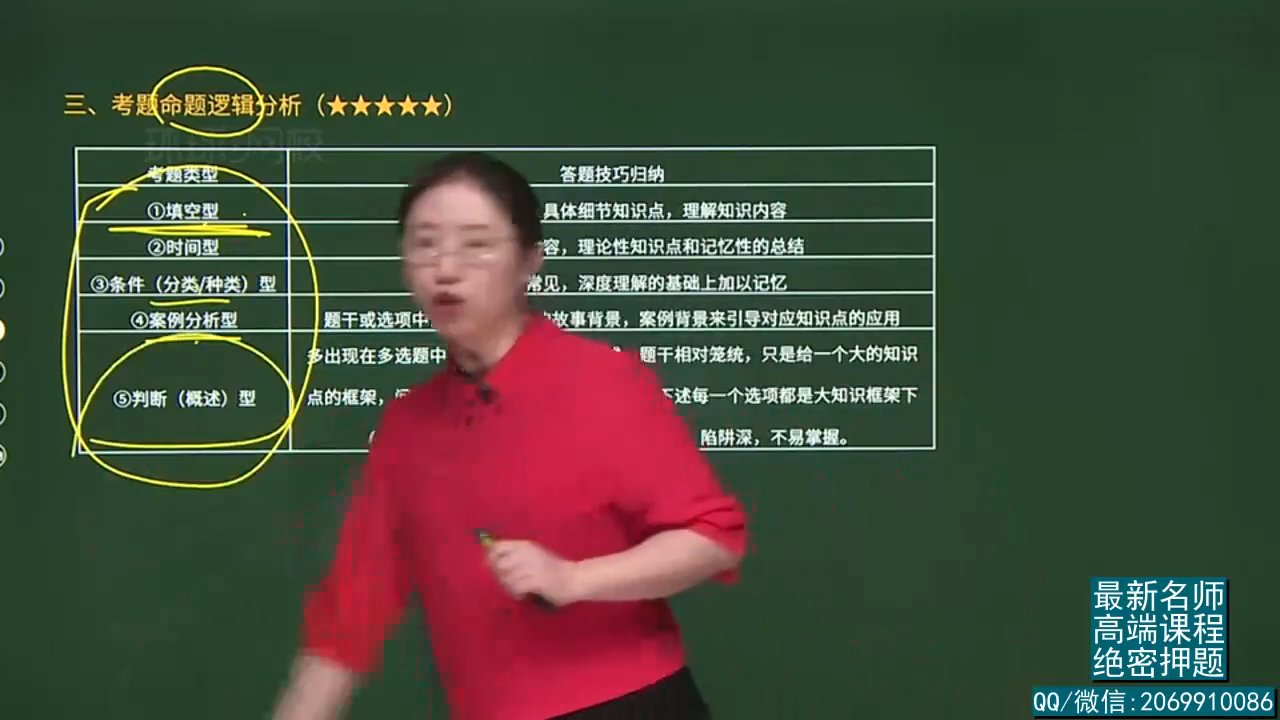 三、考题命题逻辑分析（★★★★★）
环球网校
考题类型
答题技巧归纳
①填空型
具体细节知识点，理解知识内容
②时间型
容，理论性知识点和记忆性的总结
③条件（分类/种类）型
常见，深度理解的基础上加以记忆
④案例分析型
题干或选项中 故事背景，案例背景来引导对应知识点的应用
⑤判断（概述）型
多出现在多选题中 题干相对笼统，只是给一个大的知识
点的框架， 下述每一个选项都是大知识框架下
陷阱深，不易掌握。
最新名师
高端课程
绝密押题
QQ/微信:2069910086